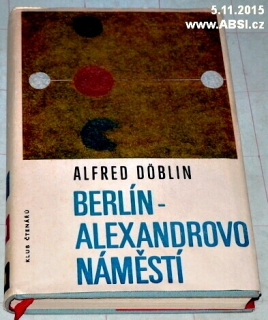 5.11.2015
www.ABSI.cz
ALFRED DÖBLIN
BERLÍN-
ALEXANDROVO
NÁMĚSTÍ
KLUB ČTENÁŘŮ